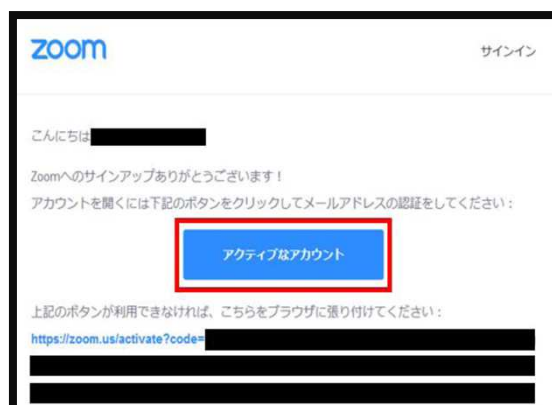 zoom
サインイン
こんにちは
Zoomへのサインアップありがとうございます！
アカウントを開くには下記のボタンをクリックしてメールアドレスの認証をしてください：
アクティブなアカウント
上記のボタンが利用できなければ、こちらをブラウザに張り付けてください：
https://zoom.us/activate?code=